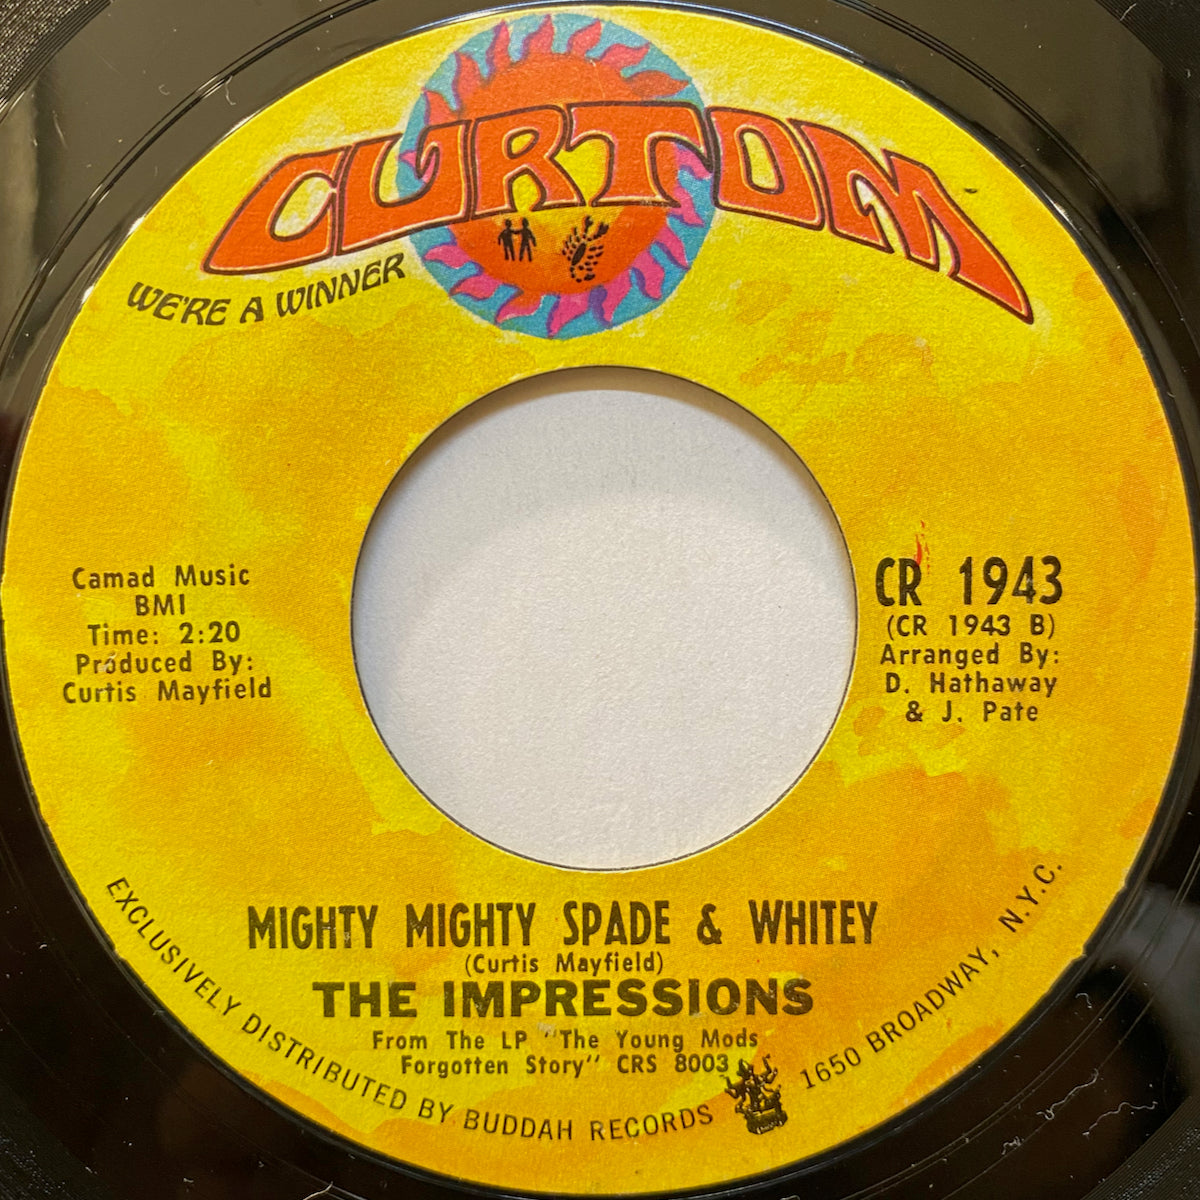 CURTOM
WE'RE A WINNER
Camad Music
BMI
Time: 2:20
Produced By:
Curtis Mayfield
CR 1943
(CR 1943 B)
Arranged By:
D. Hathaway
& J. Pate
MIGHTY MIGHTY SPADE & WHITEY
(Curtis Mayfield)
THE IMPRESSIONS
From The LP "The Young Mods
Forgotten Story" CRS 8003
EXCLUSIVELY DISTRIBUTED BY BUDDAH RECORDS 1650 BROADWAY, N.Y.C.